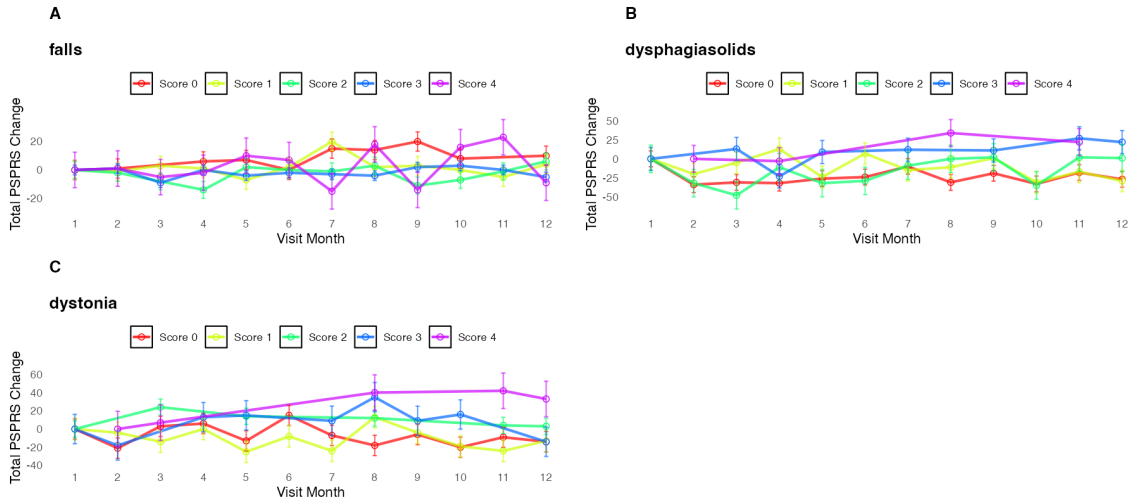 A
falls
Score 0 Score 1 Score 2 Score 3 Score 4
Total PSPRS Change
20
0
-20
1 2 3 4 5 6 7 8 9 10 11 12
Visit Month
B
dysphagiasolids
Score 0 Score 1 Score 2 Score 3 Score 4
Total PSPRS Change
50
25
0
-25
-50
1 2 3 4 5 6 7 8 9 10 11 12
Visit Month
C
dystonia
Score 0 Score 1 Score 2 Score 3 Score 4
Total PSPRS Change
60
40
20
0
-20
-40
1 2 3 4 5 6 7 8 9 10 11 12
Visit Month